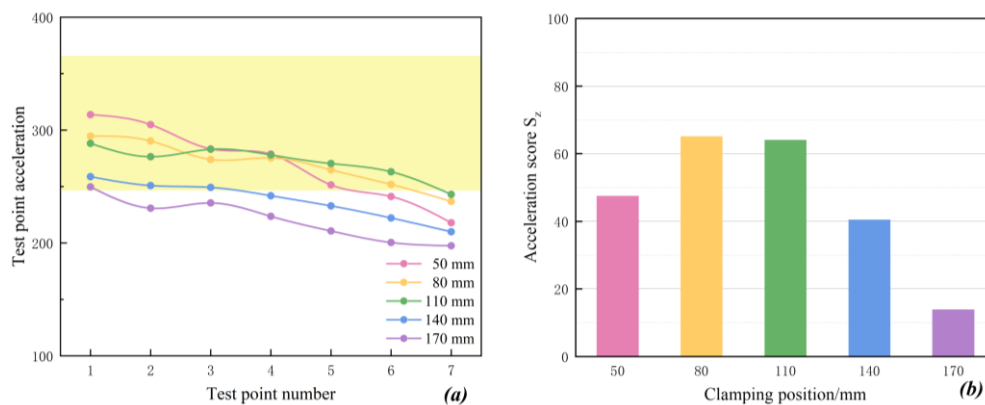 400
300
200
100
Test point acceleration
50 mm
80 mm
110 mm
140 mm
170 mm
1 2 3 4 5 6 7
Test point number
(a)
100
80
60
40
20
0
Acceleration score Sz
50 80 110 140 170
Clamping position/mm
(b)